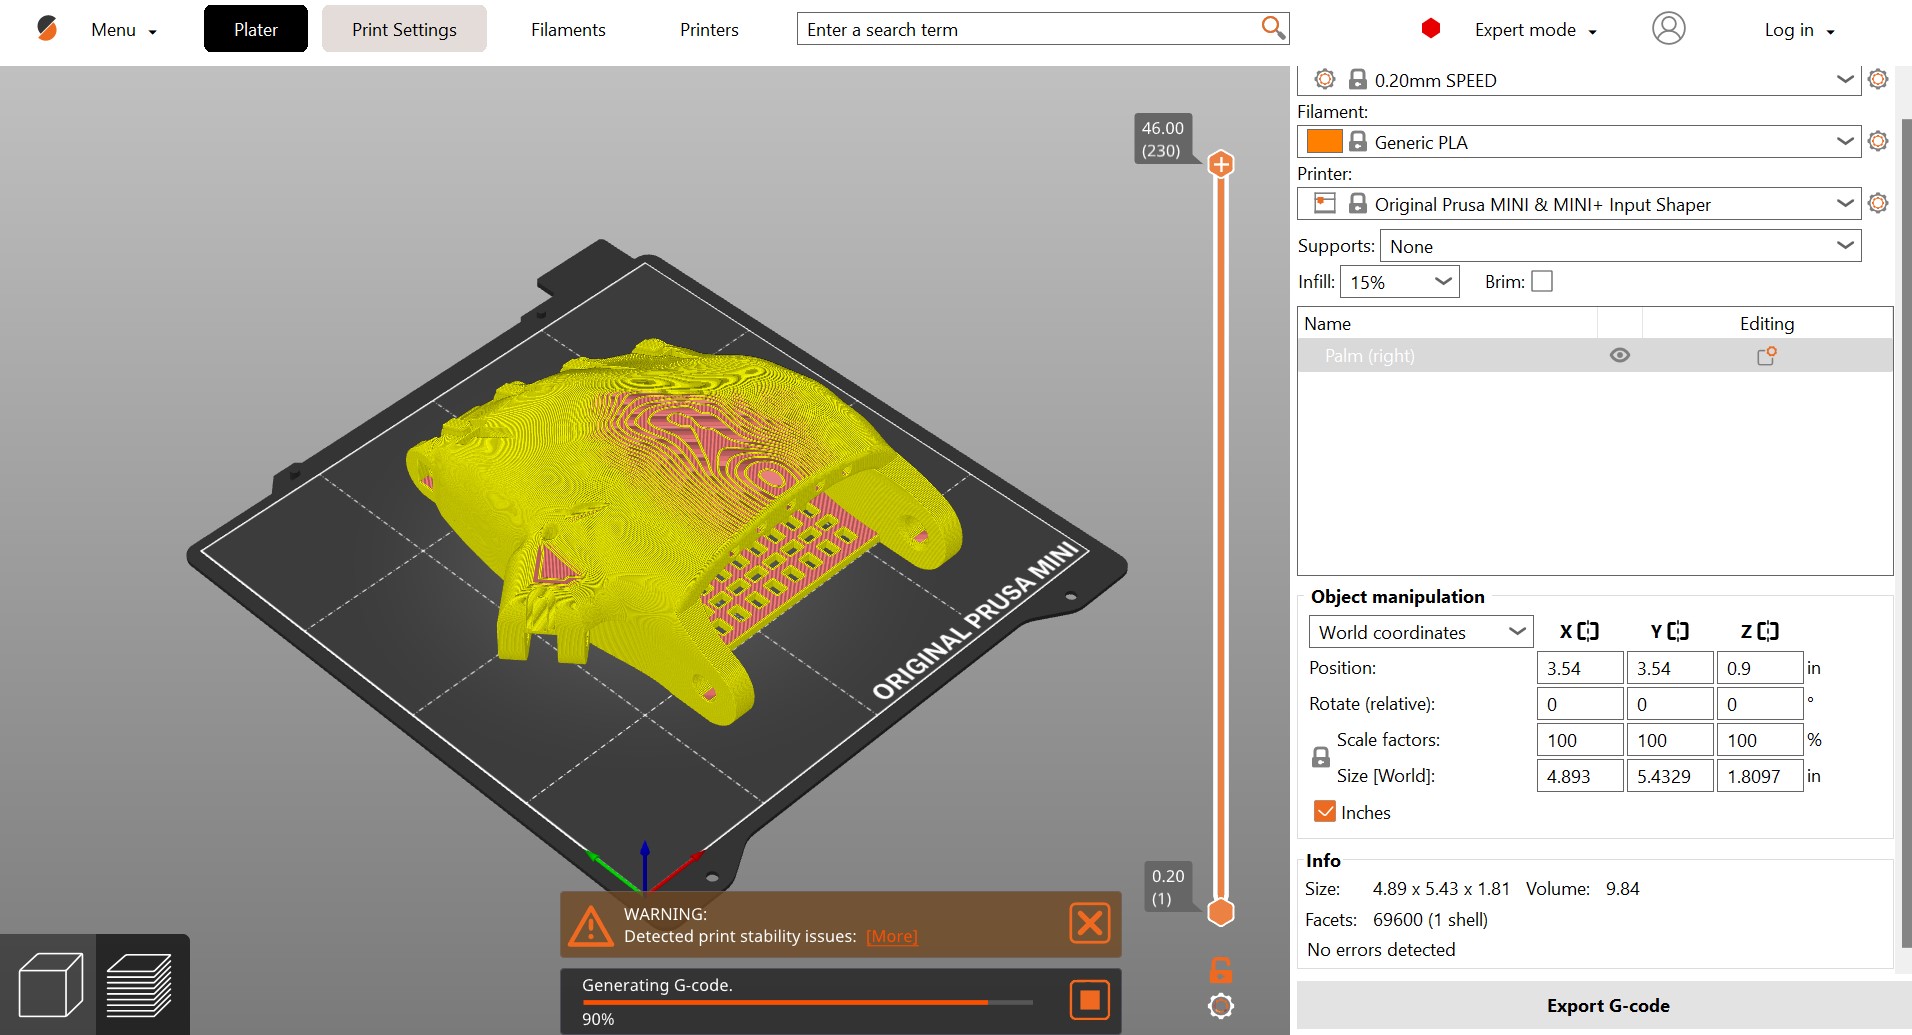 Menu Plater Print Settings Filaments Printers Enter a search term Expert mode Log in
0.20mm SPEED
Filament:
Generic PLA
Printer:
Original Prusa MINI & MINI+ Input Shaper
Supports: None
Infill: 15% Brim:
Name Editing
Palm (right)
Object manipulation
World coordinates X Y Z
Position: 3.54 3.54 0.9 in
Rotate (relative): 0 0 0 °
Scale factors: 100 100 100 %
Size [World]: 4.893 5.4329 1.8097 in
Inches
Info
Size: 4.89 x 5.43 x 1.81 Volume: 9.84
Facets: 69600 (1 shell)
No errors detected
Export G-code
46.00
(230)
ORIGINAL PRUSA MINI
0.20
(1)
WARNING:
Detected print stability issues: [More]
Generating G-code.
90%